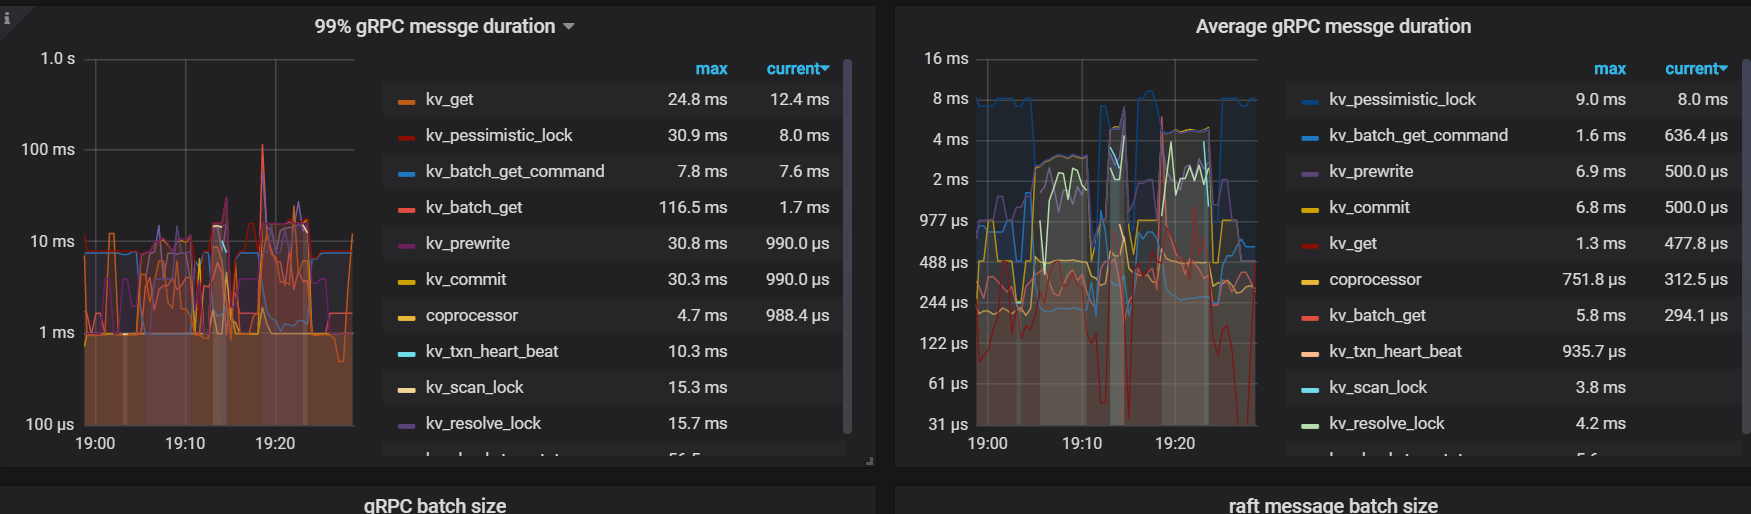 i
99% gRPC messge duration
1.0 s
100 ms
10 ms
1 ms
100 µs
19:00 19:10 19:20
max current
kv_get 24.8 ms 12.4 ms
kv_pessimistic_lock 30.9 ms 8.0 ms
kv_batch_get_command 7.8 ms 7.6 ms
kv_batch_get 116.5 ms 1.7 ms
kv_prewrite 30.8 ms 990.0 µs
kv_commit 30.3 ms 990.0 µs
coprocessor 4.7 ms 988.4 µs
kv_txn_heart_beat 10.3 ms
kv_scan_lock 15.3 ms
kv_resolve_lock 15.7 ms
Average gRPC messge duration
16 ms
8 ms
4 ms
2 ms
977 µs
488 µs
244 µs
122 µs
61 µs
31 µs
19:00 19:10 19:20
max current
kv_pessimistic_lock 9.0 ms 8.0 ms
kv_batch_get_command 1.6 ms 636.4 µs
kv_prewrite 6.9 ms 500.0 µs
kv_commit 6.8 ms 500.0 µs
kv_get 1.3 ms 477.8 µs
coprocessor 751.8 µs 312.5 µs
kv_batch_get 5.8 ms 294.1 µs
kv_txn_heart_beat 935.7 µs
kv_scan_lock 3.8 ms
kv_resolve_lock 4.2 ms
gRPC batch size
raft message batch size